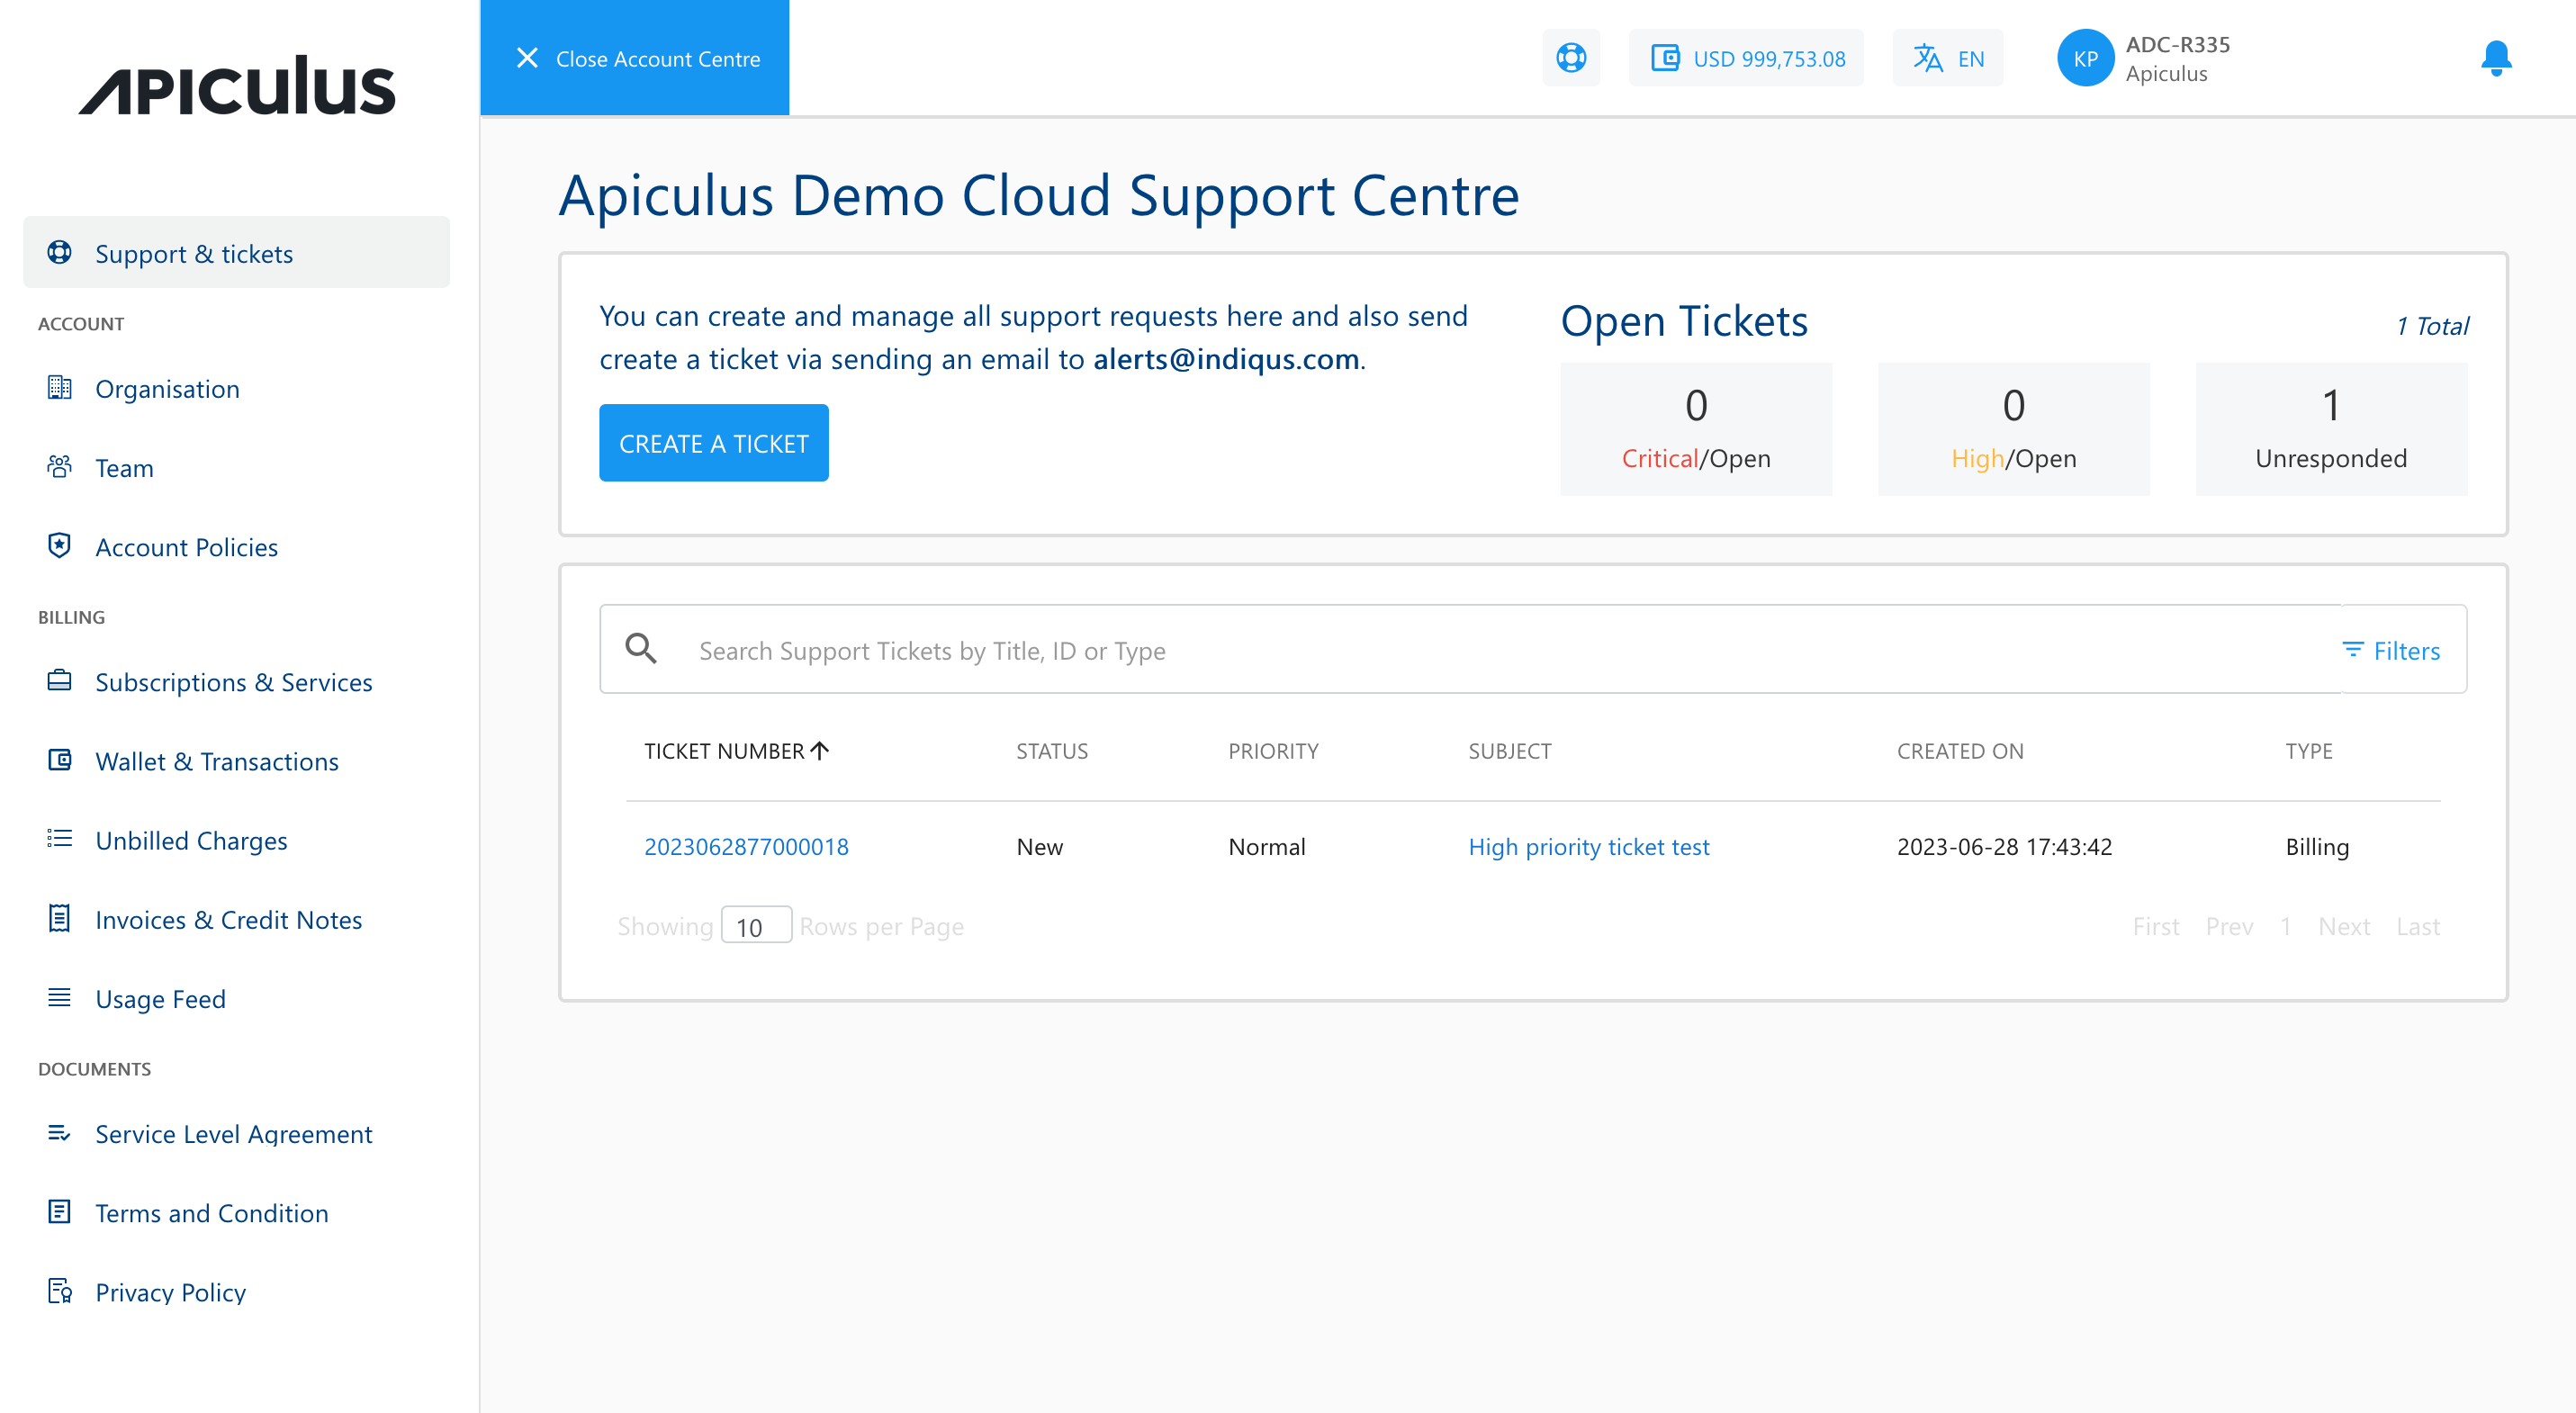 APICULUS
Support & tickets
ACCOUNT
Organisation
Team
Account Policies
BILLING
Subscriptions & Services
Wallet & Transactions
Unbilled Charges
Invoices & Credit Notes
Usage Feed
DOCUMENTS
Service Level Agreement
Terms and Condition
Privacy Policy
Close Account Centre
USD 999,753.08
EN
KP
ADC-R335
Apiculus
Apiculus Demo Cloud Support Centre
You can create and manage all support requests here and also send
create a ticket via sending an email to alerts@indiqus.com.
CREATE A TICKET
Open Tickets
1 Total
0
Critical/Open
0
High/Open
1
Unresponded
Search Support Tickets by Title, ID or Type
Filters
TICKET NUMBER STATUS PRIORITY SUBJECT CREATED ON TYPE
2023062877000018 New Normal High priority ticket test 2023-06-28 17:43:42 Billing
Showing 10 Rows per Page
First Prev 1 Next Last